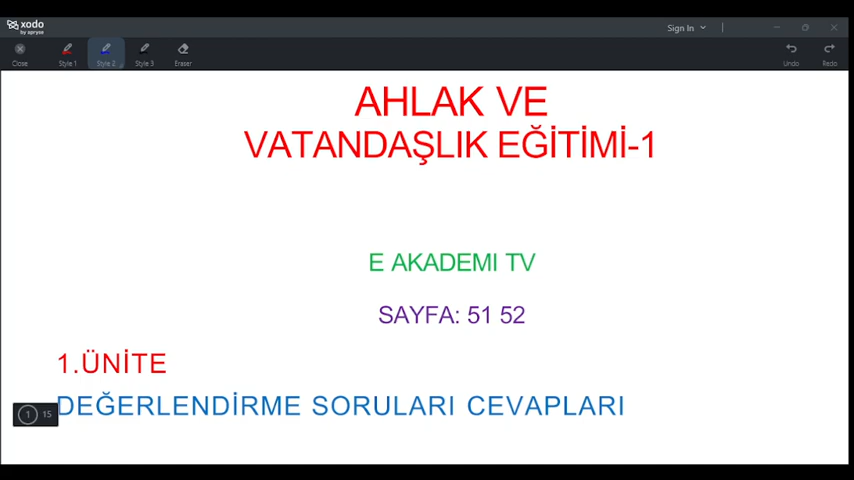 xodo
by apryse
Sign In
Close
Style 1
Style 2
Style 3
Eraser
Undo
Redo
AHLAK VE
VATANDAŞLIK EĞİTİMİ-1
E AKADEMI TV
SAYFA: 51 52
1.ÜNİTE
1 15
DEĞERLENDİRME SORULARI CEVAPLARI